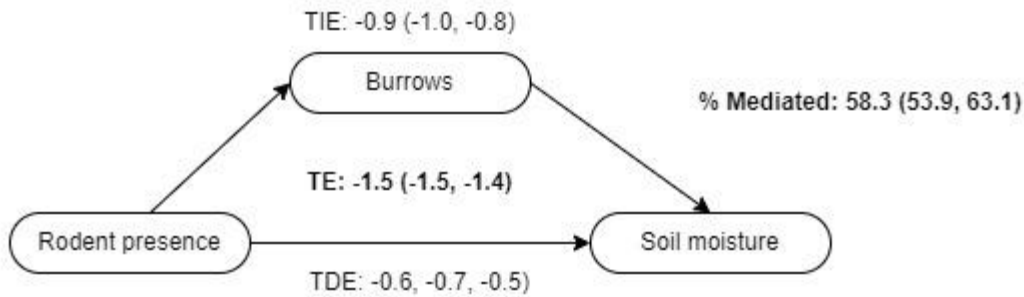 TIE: -0.9 (-1.0, -0.8)
Burrows
% Mediated: 58.3 (53.9, 63.1)
TE: -1.5 (-1.5, -1.4)
Rodent presence
Soil moisture
TDE: -0.6, -0.7, -0.5)